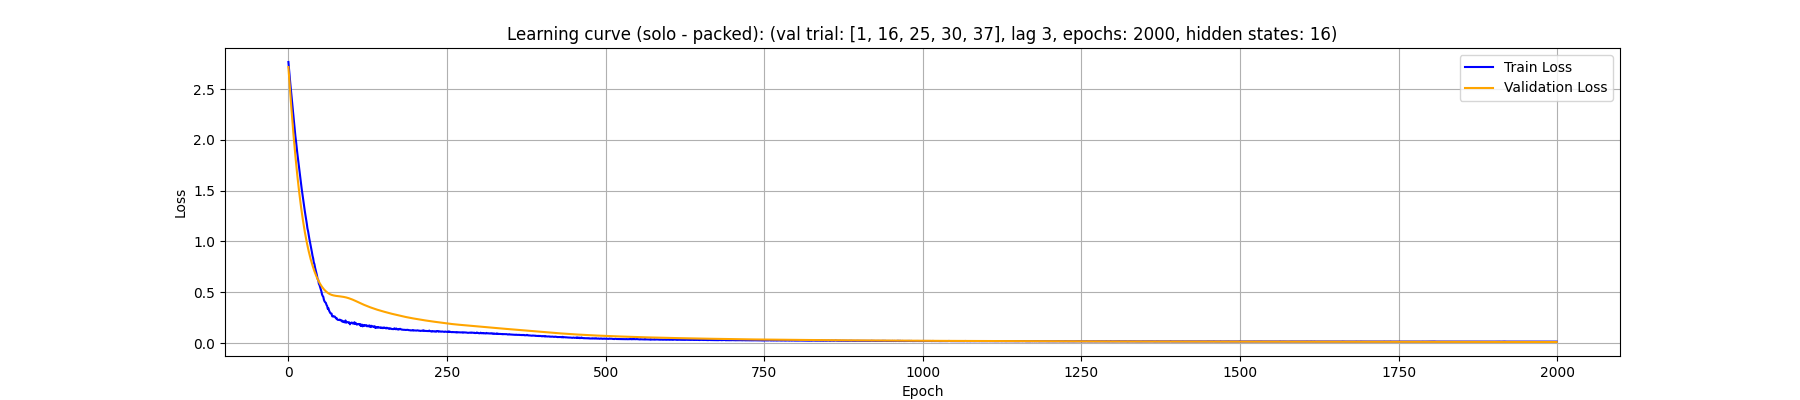 Learning curve (solo - packed): (val trial: [1, 16, 25, 30, 37], lag 3, epochs: 2000, hidden states: 16)
Train Loss
Validation Loss
2.5
2.0
1.5
1.0
0.5
0.0
Loss
0 250 500 750 1000 1250 1500 1750 2000
Epoch